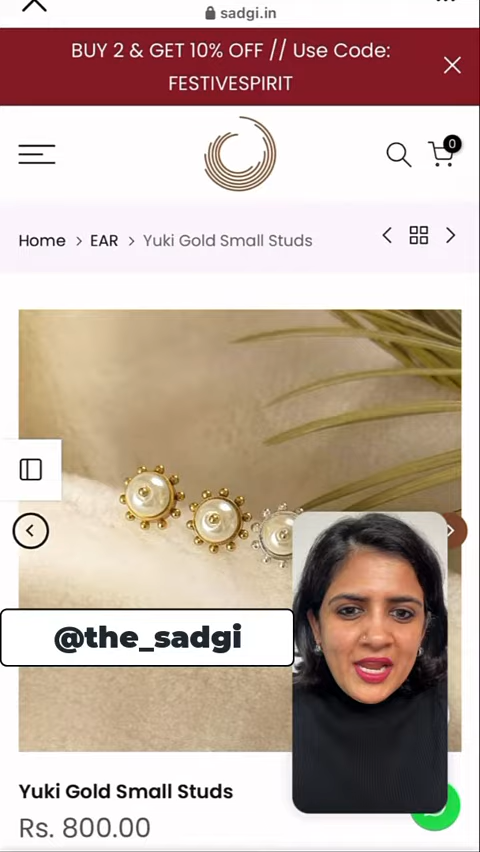 sadgi.in
BUY 2 & GET 10% OFF // Use Code:
FESTIVESPIRIT
0
Home > EAR > Yuki Gold Small Studs
@the_sadgi
Yuki Gold Small Studs
Rs. 800.00